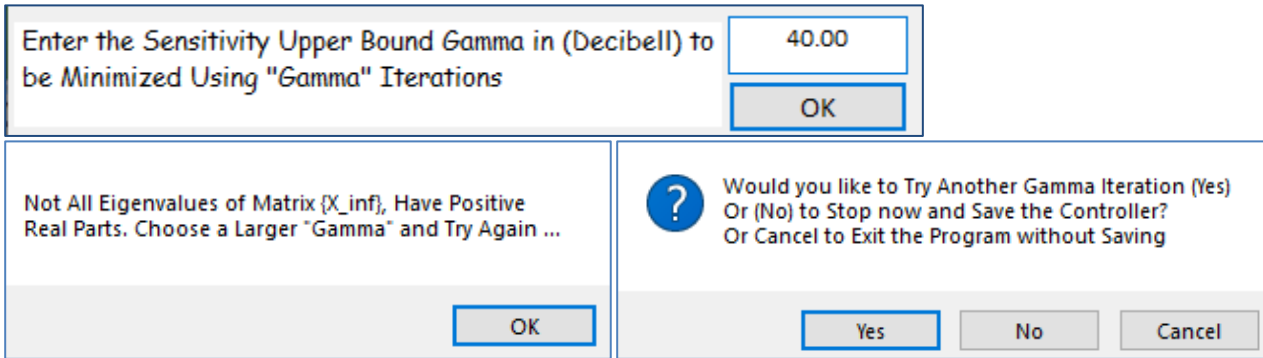 Enter the Sensitivity Upper Bound Gamma in (Decibell) to
be Minimized Using "Gamma" Iterations
40.00
OK
Not All Eigenvalues of Matrix {X_inf}, Have Positive
Real Parts. Choose a Larger "Gamma" and Try Again ...
OK
Would you like to Try Another Gamma Iteration (Yes)
Or (No) to Stop now and Save the Controller?
Or Cancel to Exit the Program without Saving
Yes
No
Cancel